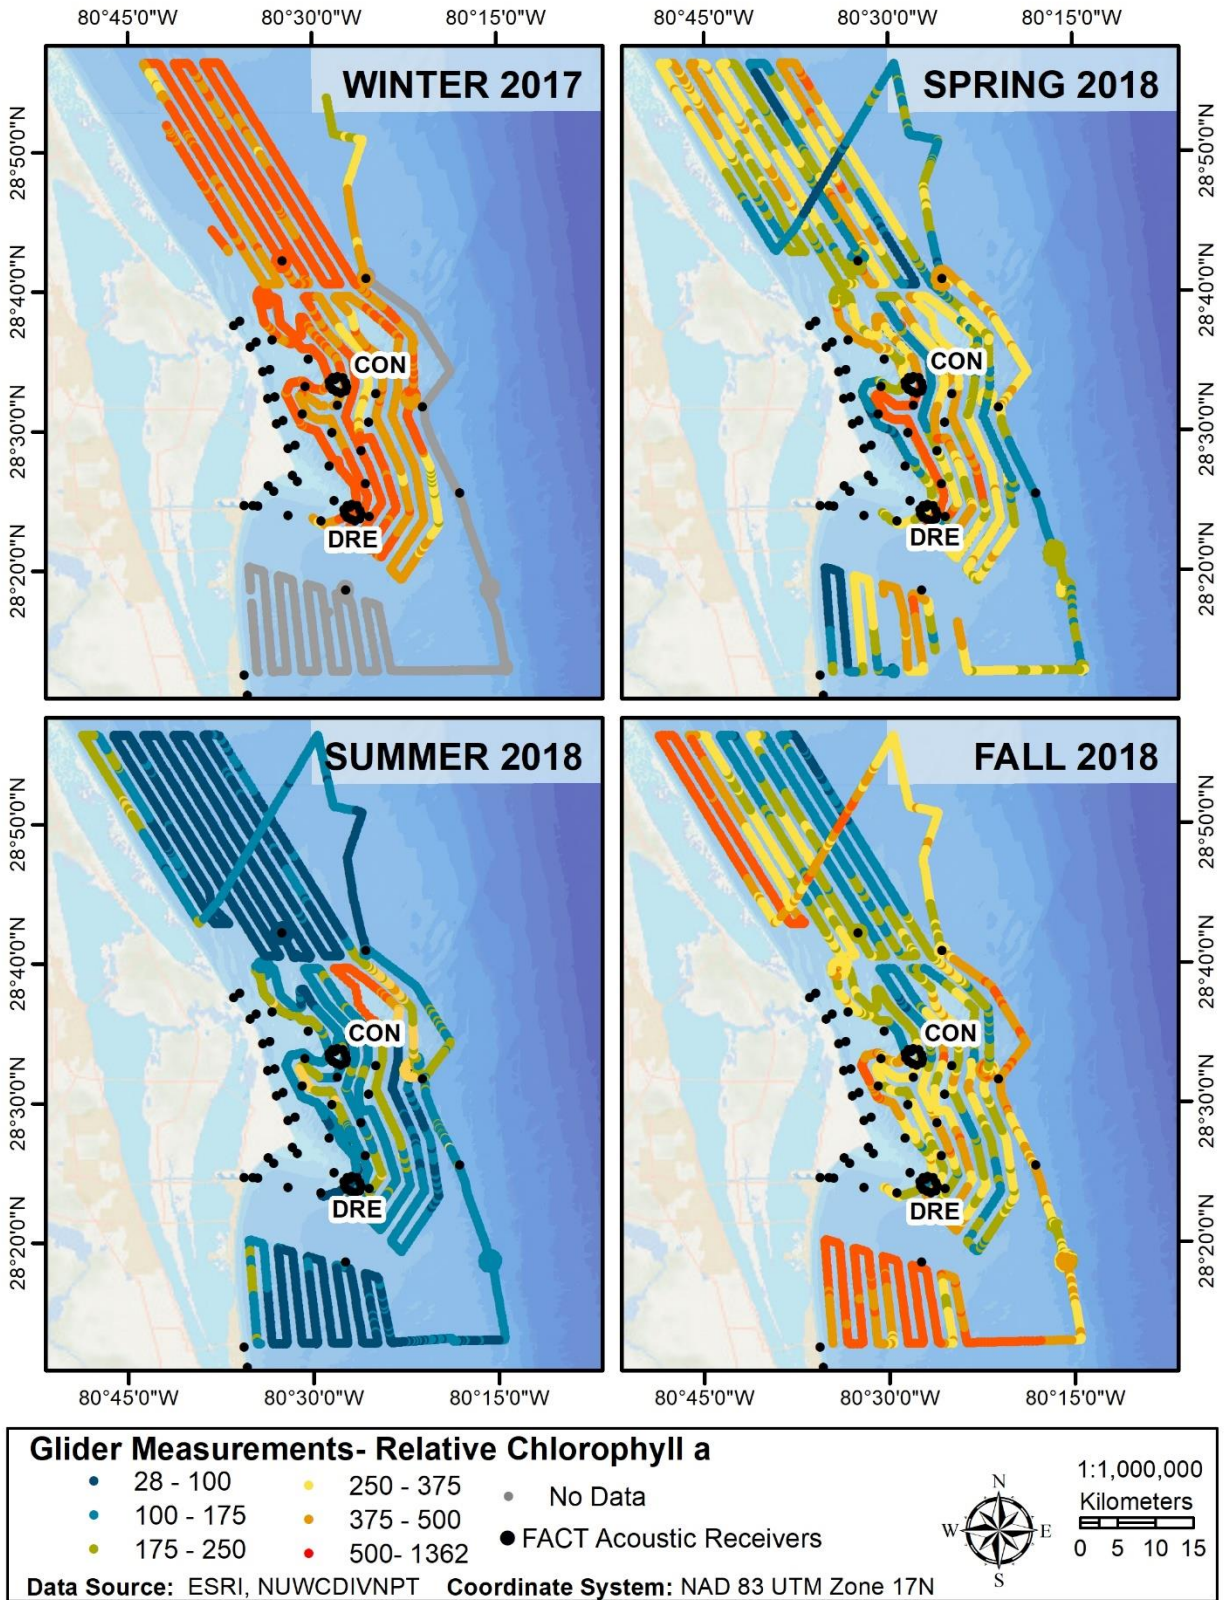 80°45'0"W 80°30'0"W 80°15'0"W 80°45'0"W 80°30'0"W 80°15'0"W
WINTER 2017
SPRING 2018
28°50'0"N
28°40'0"N
28°30'0"N
28°20'0"N
CON
DRE
CON
DRE
28°50'0"N
28°40'0"N
28°30'0"N
28°20'0"N
SUMMER 2018
FALL 2018
28°50'0"N
28°40'0"N
28°30'0"N
28°20'0"N
CON
DRE
CON
DRE
28°50'0"N
28°40'0"N
28°30'0"N
28°20'0"N
80°45'0"W 80°30'0"W 80°15'0"W 80°45'0"W 80°30'0"W 80°15'0"W
Glider Measurements- Relative Chlorophyll a
28 - 100
100 - 175
175 - 250
250 - 375
375 - 500
500- 1362
No Data
FACT Acoustic Receivers
N
W E
S
1:1,000,000
Kilometers
0 5 10 15
Data Source: ESRI, NUWCDIVNPT Coordinate System: NAD 83 UTM Zone 17N